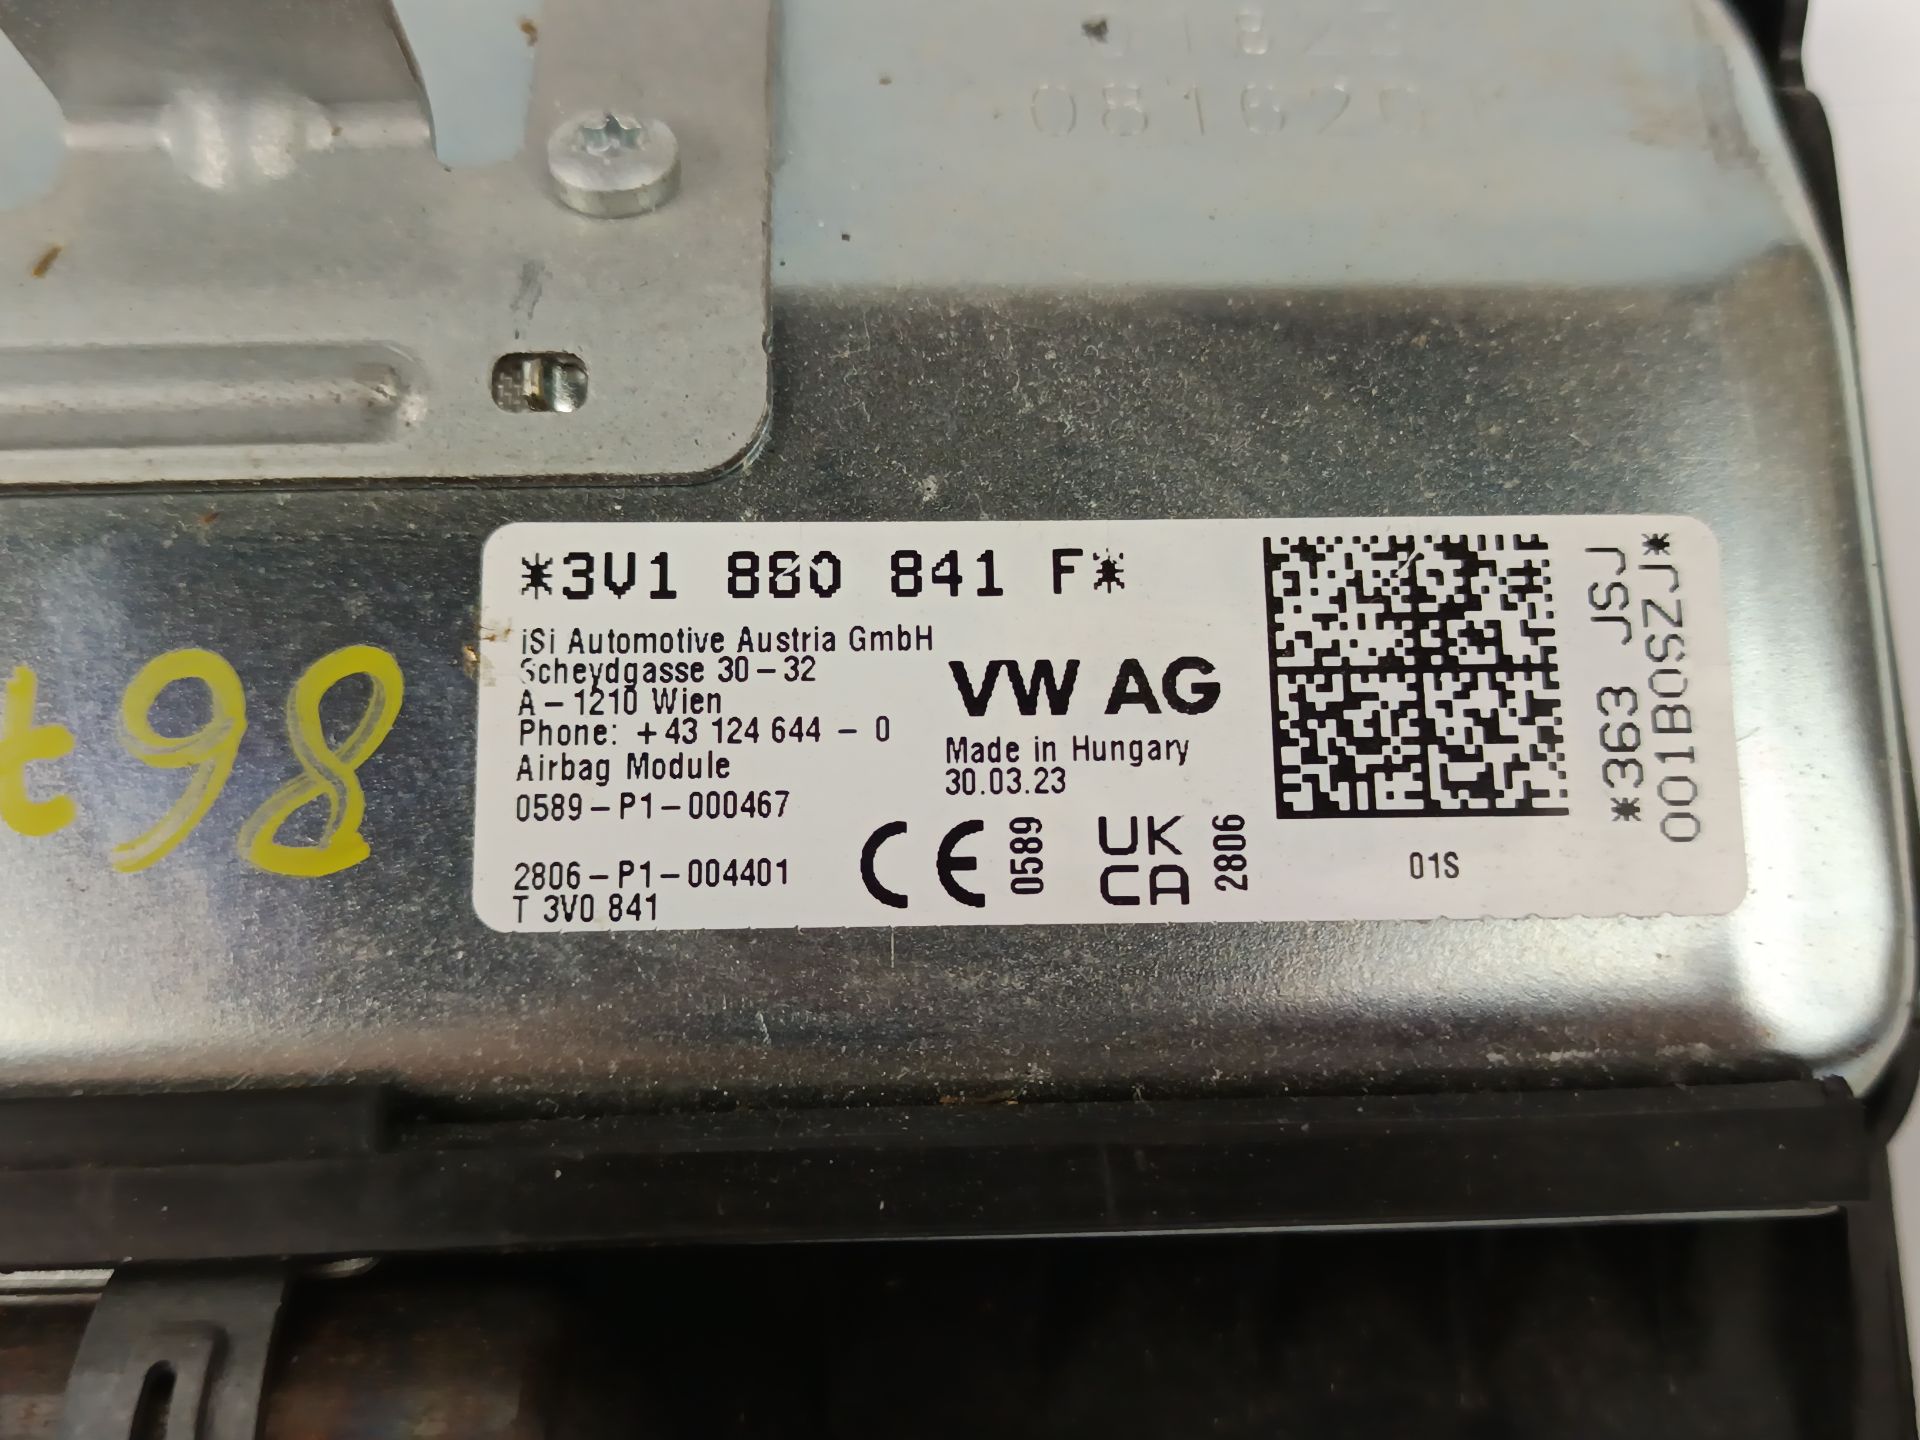 *3V1 880 841 F*
iSi Automotive Austria GmbH
Scheydgasse 30-32
A-1210 Wien
Phone: +43 124 644 - 0
Airbag Module
0589-P1-000467
2806-P1-004401
T 3V0 841
VW AG
Made in Hungary
30.03.23
CE 0589
UK
CA 2806
01S
*363 JSJ
001B0SZJ*
t98